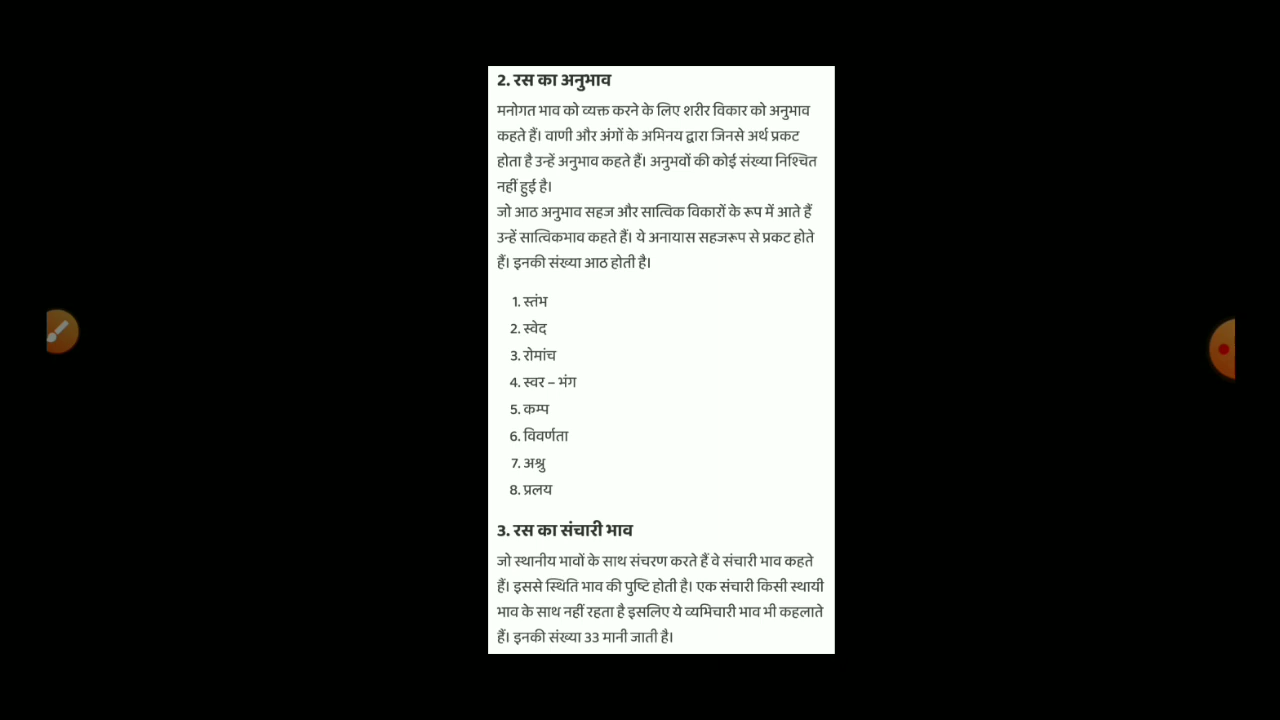 2. रस का अनुभाव
मनोगत भाव को व्यक्त करने के लिए शरीर विकार को अनुभाव
कहते हैं। वाणी और अंगों के अभिनय द्वारा जिनसे अर्थ प्रकट
होता है उन्हें अनुभाव कहते हैं। अनुभवों की कोई संख्या निश्चित
नहीं हुई है।
जो आठ अनुभाव सहज और सात्विक विकारों के रूप में आते हैं
उन्हें सात्विकभाव कहते हैं। ये अनायास सहजरूप से प्रकट होते
हैं। इनकी संख्या आठ होती है।
1. स्तंभ
2. स्वेद
3. रोमांच
4. स्वर – भंग
5. कम्प
6. विवर्णता
7. अश्रु
8. प्रलय
3. रस का संचारी भाव
जो स्थानीय भावों के साथ संचरण करते हैं वे संचारी भाव कहते
हैं। इससे स्थिति भाव की पुष्टि होती है। एक संचारी किसी स्थायी
भाव के साथ नहीं रहता है इसलिए ये व्यभिचारी भाव भी कहलाते
हैं। इनकी संख्या 33 मानी जाती है।